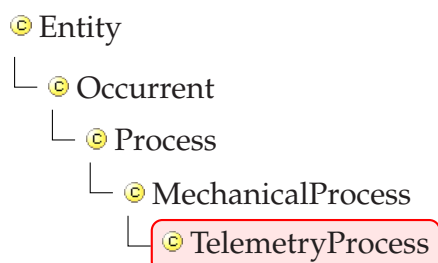 © Entity
© Occurrent
© Process
© MechanicalProcess
© TelemetryProcess